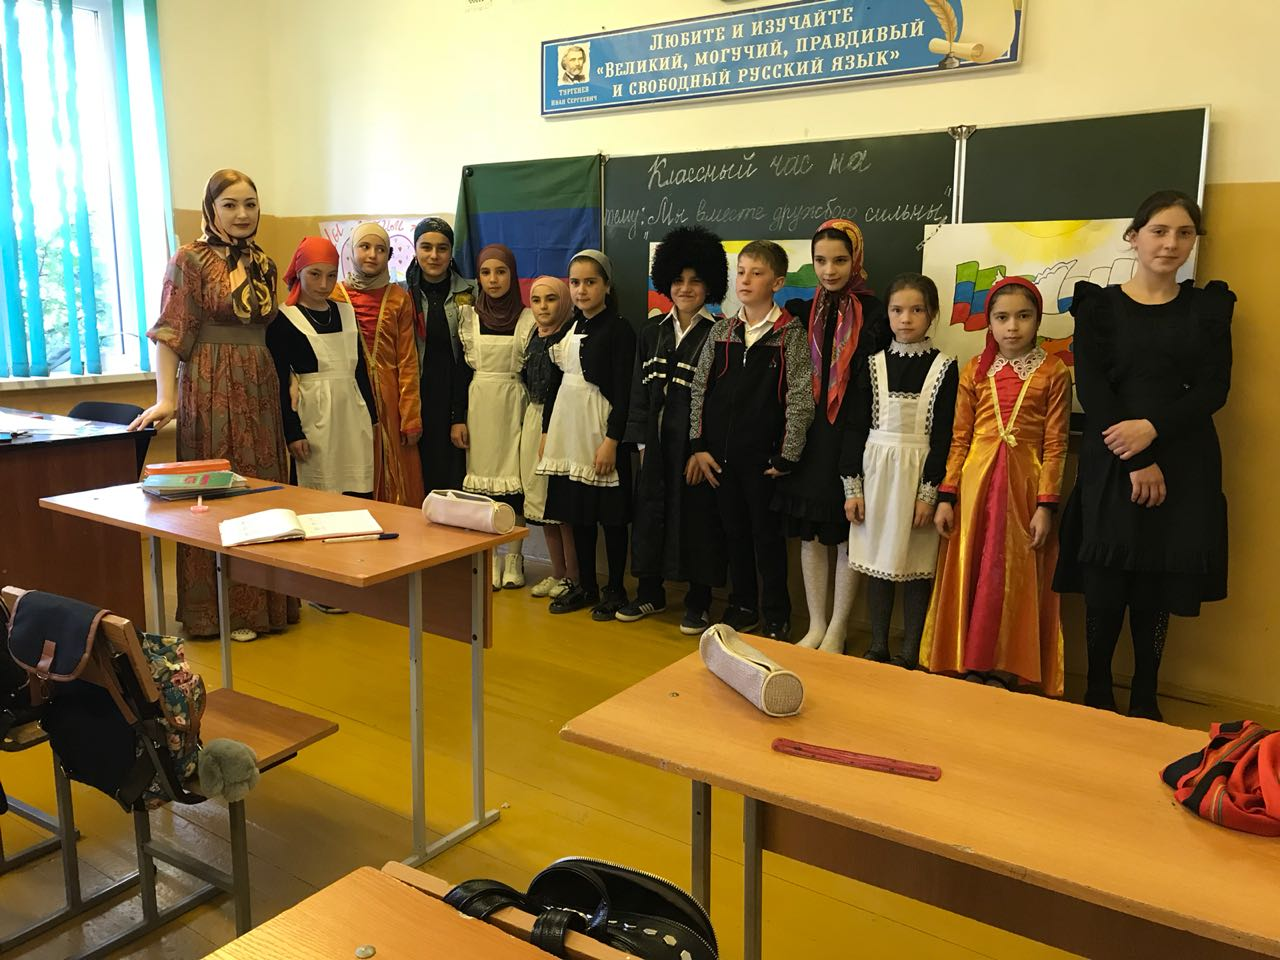 Любите и изучайте
«Великий, могучий, правдивый
и свободный русский язык»
Тургенев
Иван Сергеевич
Классный час на
тему: "Мы вместе дружбою сильны"